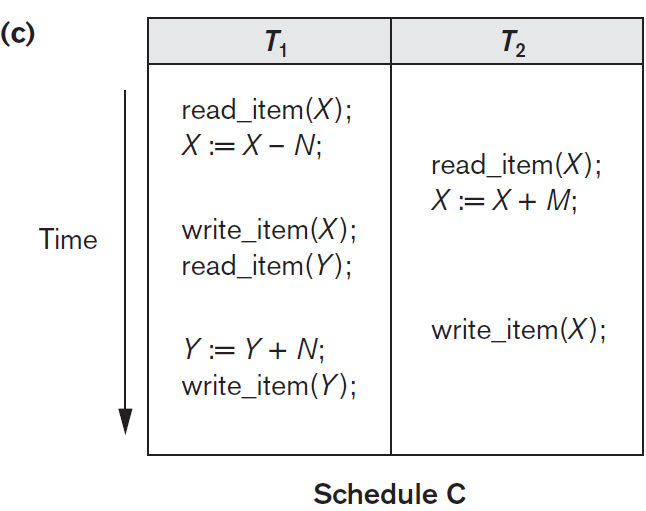 (c)
T1 T2
read_item(X);
X := X – N;
read_item(X);
X := X + M;
write_item(X);
Time
read_item(Y);
write_item(X);
Y := Y + N;
write_item(Y);
Schedule C